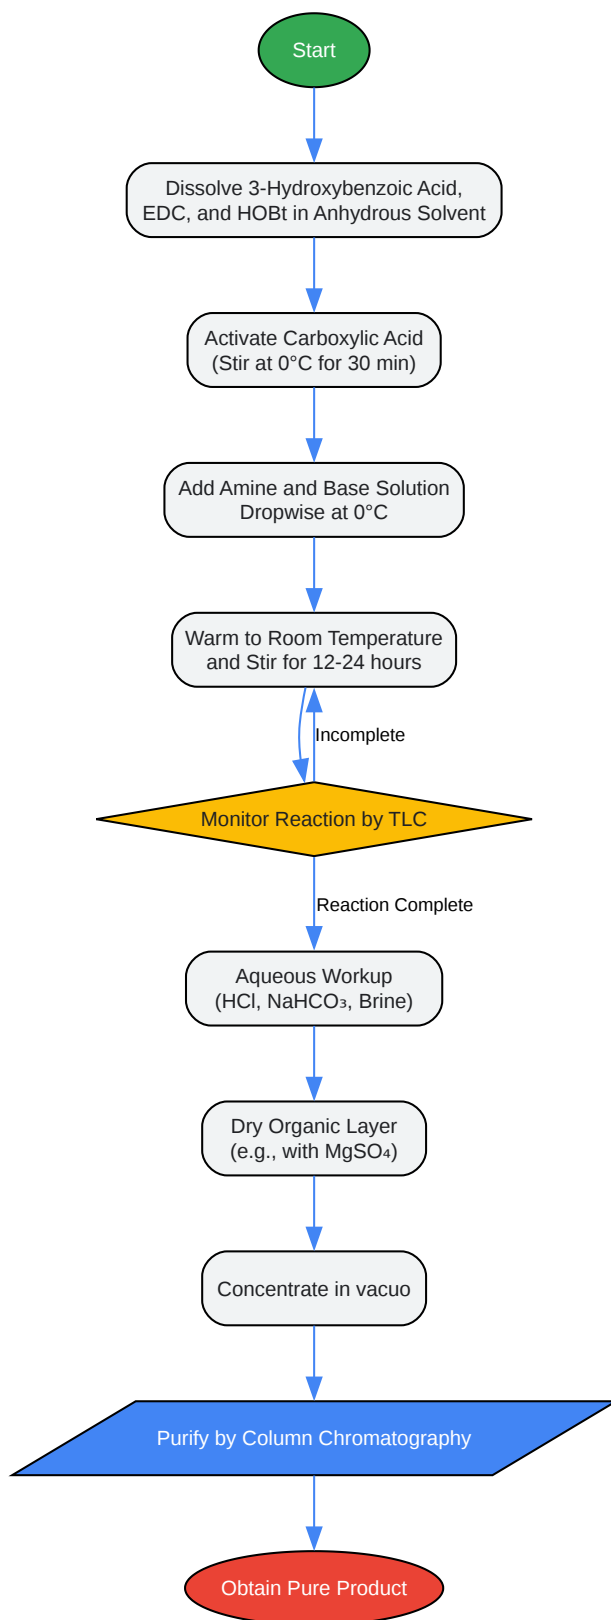 Start
Dissolve 3-Hydroxybenzoic Acid,
EDC, and HOBt in Anhydrous Solvent
Activate Carboxylic Acid
(Stir at 0°C for 30 min)
Add Amine and Base Solution
Dropwise at 0°C
Warm to Room Temperature
and Stir for 12-24 hours
Incomplete
Monitor Reaction by TLC
Reaction Complete
Aqueous Workup
(HCl, NaHCO₃, Brine)
Dry Organic Layer
(e.g., with MgSO₄)
Concentrate in vacuo
Purify by Column Chromatography
Obtain Pure Product